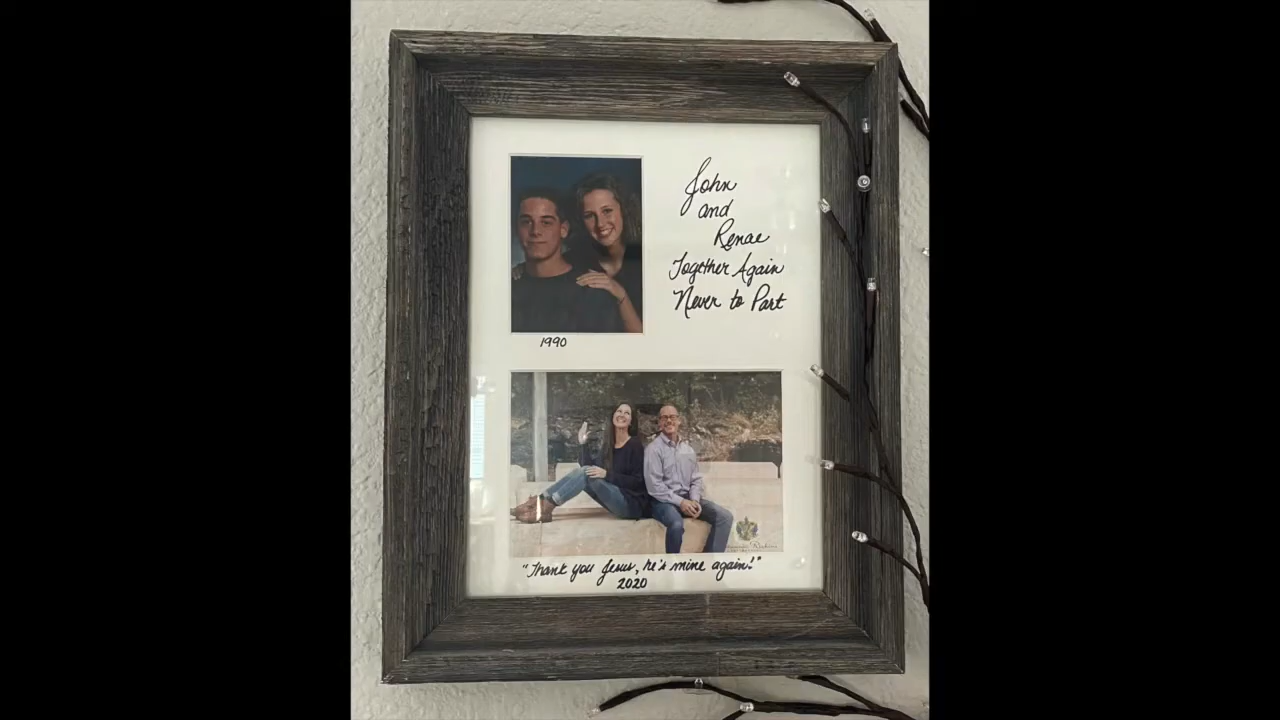 John
and
Renae
Together Again
Never to Part
1990
"Thank you Jesus, he's mine again!"
2020